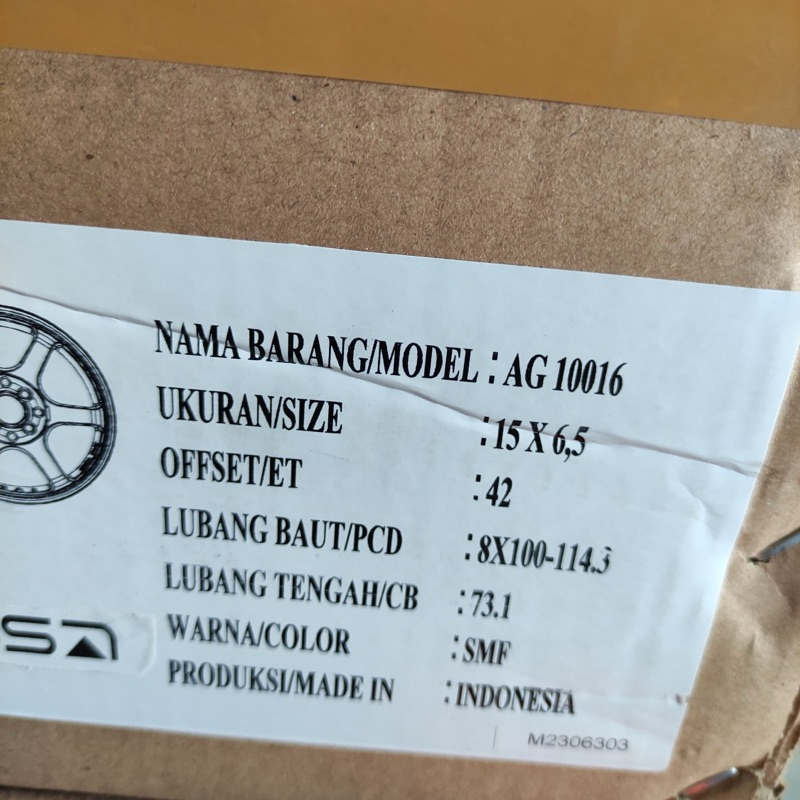 NAMA BARANG/MODEL : AG 10016
UKURAN/SIZE : 15 X 6,5
OFFSET/ET : 42
LUBANG BAUT/PCD : 8X100-114.3
LUBANG TENGAH/CB : 73.1
WARNA/COLOR : SMF
PRODUKSI/MADE IN : INDONESIA
M2306303